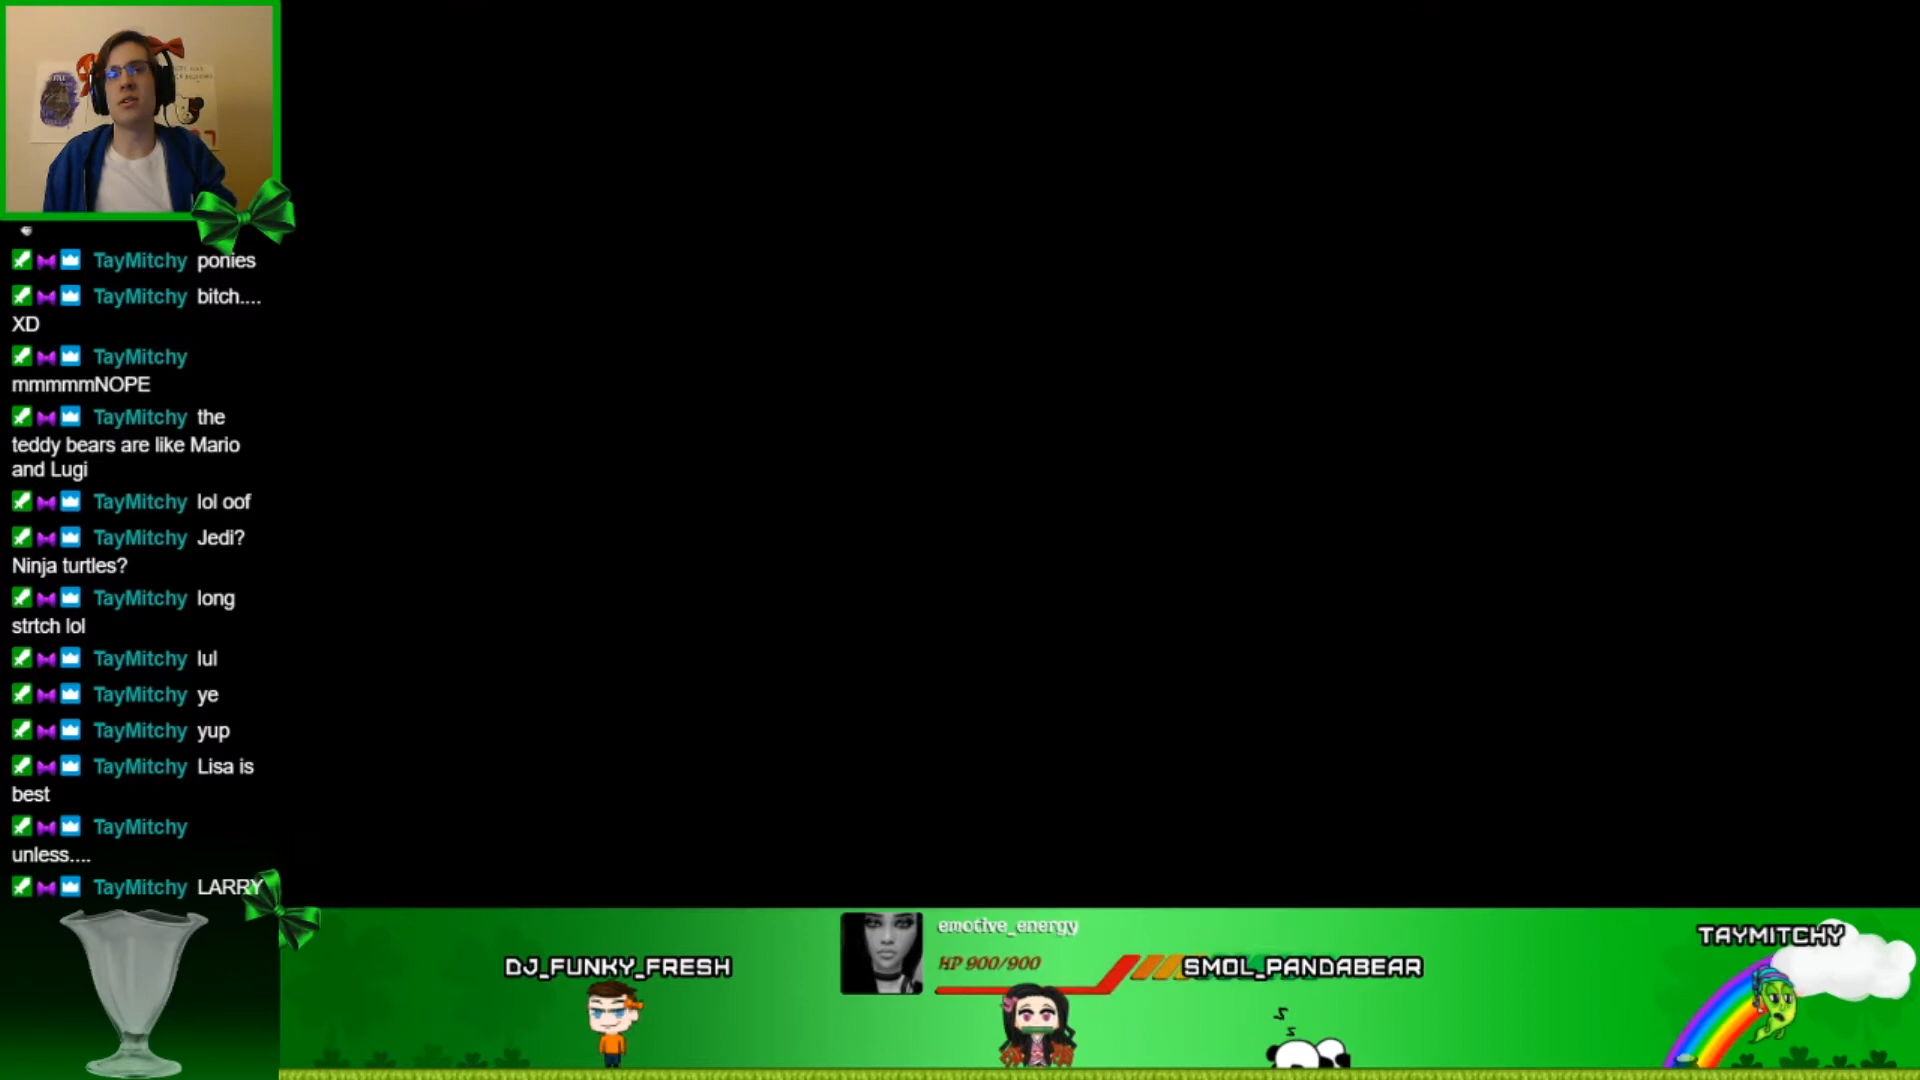 TayMitchy ponies
TayMitchy bitch....
XD
TayMitchy
mmmmmNOPE
TayMitchy the
teddy bears are like Mario
and Lugi
TayMitchy lol oof
TayMitchy Jedi?
Ninja turtles?
TayMitchy long
strtch lol
TayMitchy lul
TayMitchy ye
TayMitchy yup
TayMitchy Lisa is
best
TayMitchy
unless....
TayMitchy LARRY
DJ_FUNKY_FRESH
emotive_energy
HP 900/900
SMOL_PANDABEAR
z
z
TAYMITCHY